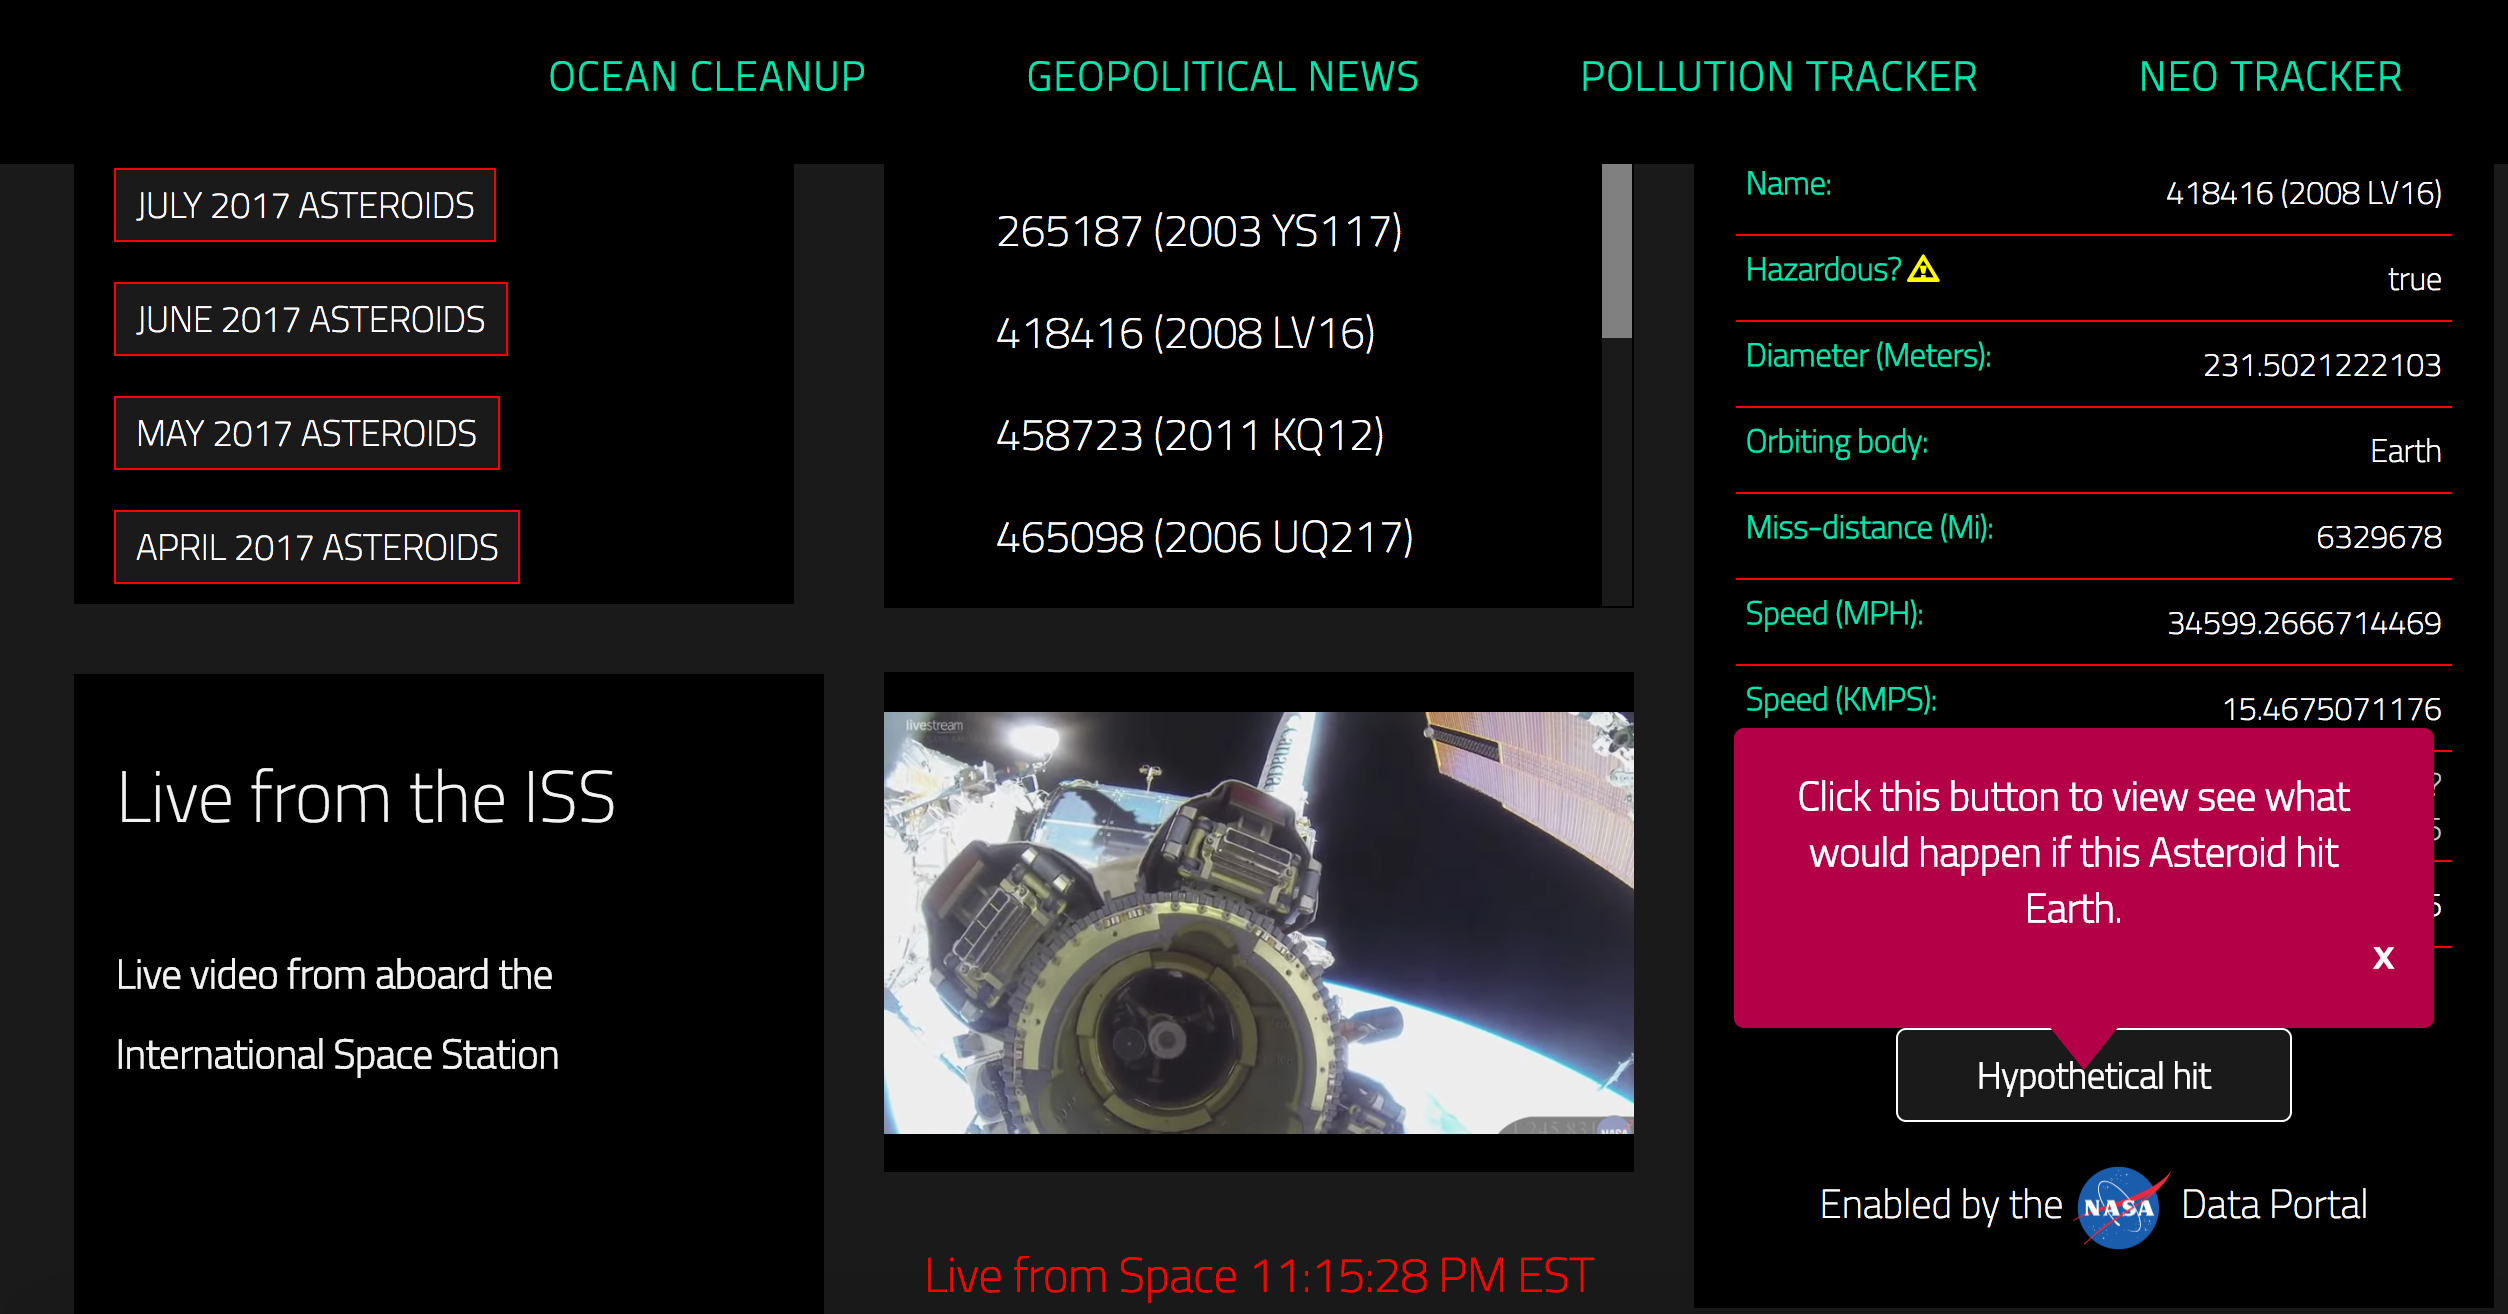 OCEAN CLEANUP
GEOPOLITICAL NEWS
POLLUTION TRACKER
NEO TRACKER
JULY 2017 ASTEROIDS
JUNE 2017 ASTEROIDS
MAY 2017 ASTEROIDS
APRIL 2017 ASTEROIDS
265187 (2003 YS117)
418416 (2008 LV16)
458723 (2011 KQ12)
465098 (2006 UQ217)
Name: 418416 (2008 LV16)
Hazardous? true
Diameter (Meters): 231.5021222103
Orbiting body: Earth
Miss-distance (Mi): 6329678
Speed (MPH): 34599.2666714469
Speed (KMPS): 15.4675071176
Click this button to view see what
would happen if this Asteroid hit
Earth.
x
Hypothetical hit
Enabled by the NASA Data Portal
Live from the ISS
Live video from aboard the
International Space Station
livestream
Canada
NASA
Live from Space 11:15:28 PM EST